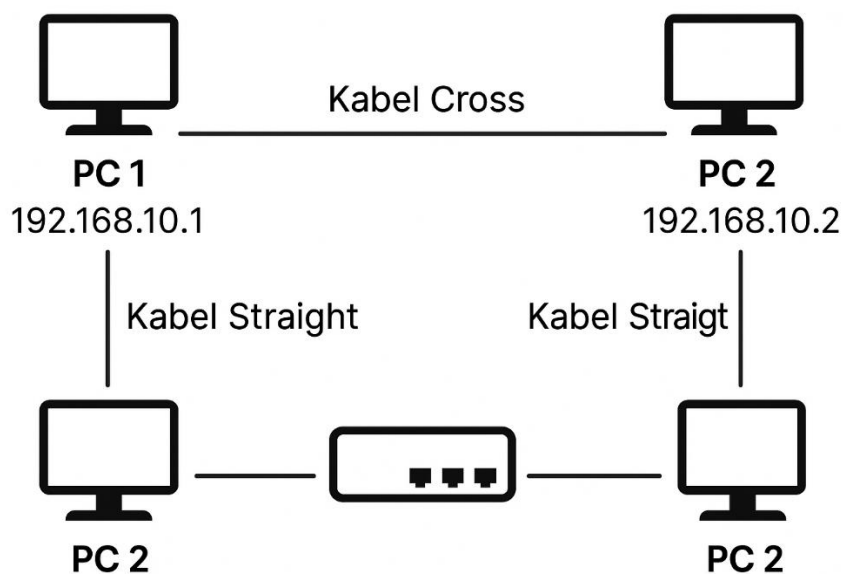 Kabel Cross
PC 1
PC 2
192.168.10.1
192.168.10.2
Kabel Straight
Kabel Straigt
PC 2
PC 2